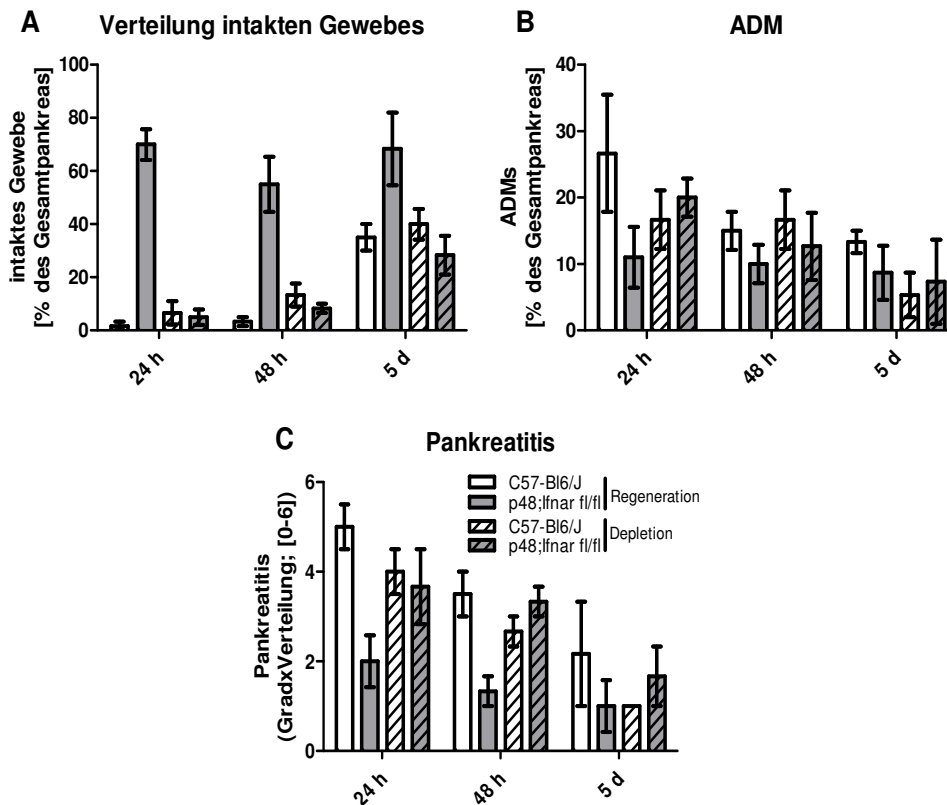 A
Verteilung intakten Gewebes
intaktes Gewebe
[% des Gesamtpankreas]
100
80
60
40
20
0
24 h
48 h
5 d
B
ADM
ADMs
[% des Gesamtpankreas]
40
30
20
10
0
24 h
48 h
5 d
C
Pankreatitis
Pankreatitis
(GradxVerteilung; [0-6])
6
4
2
0
24 h
48 h
5 d
C57-Bl6/J
p48;Ifnar fl/fl
Regeneration
C57-Bl6/J
p48;Ifnar fl/fl
Depletion